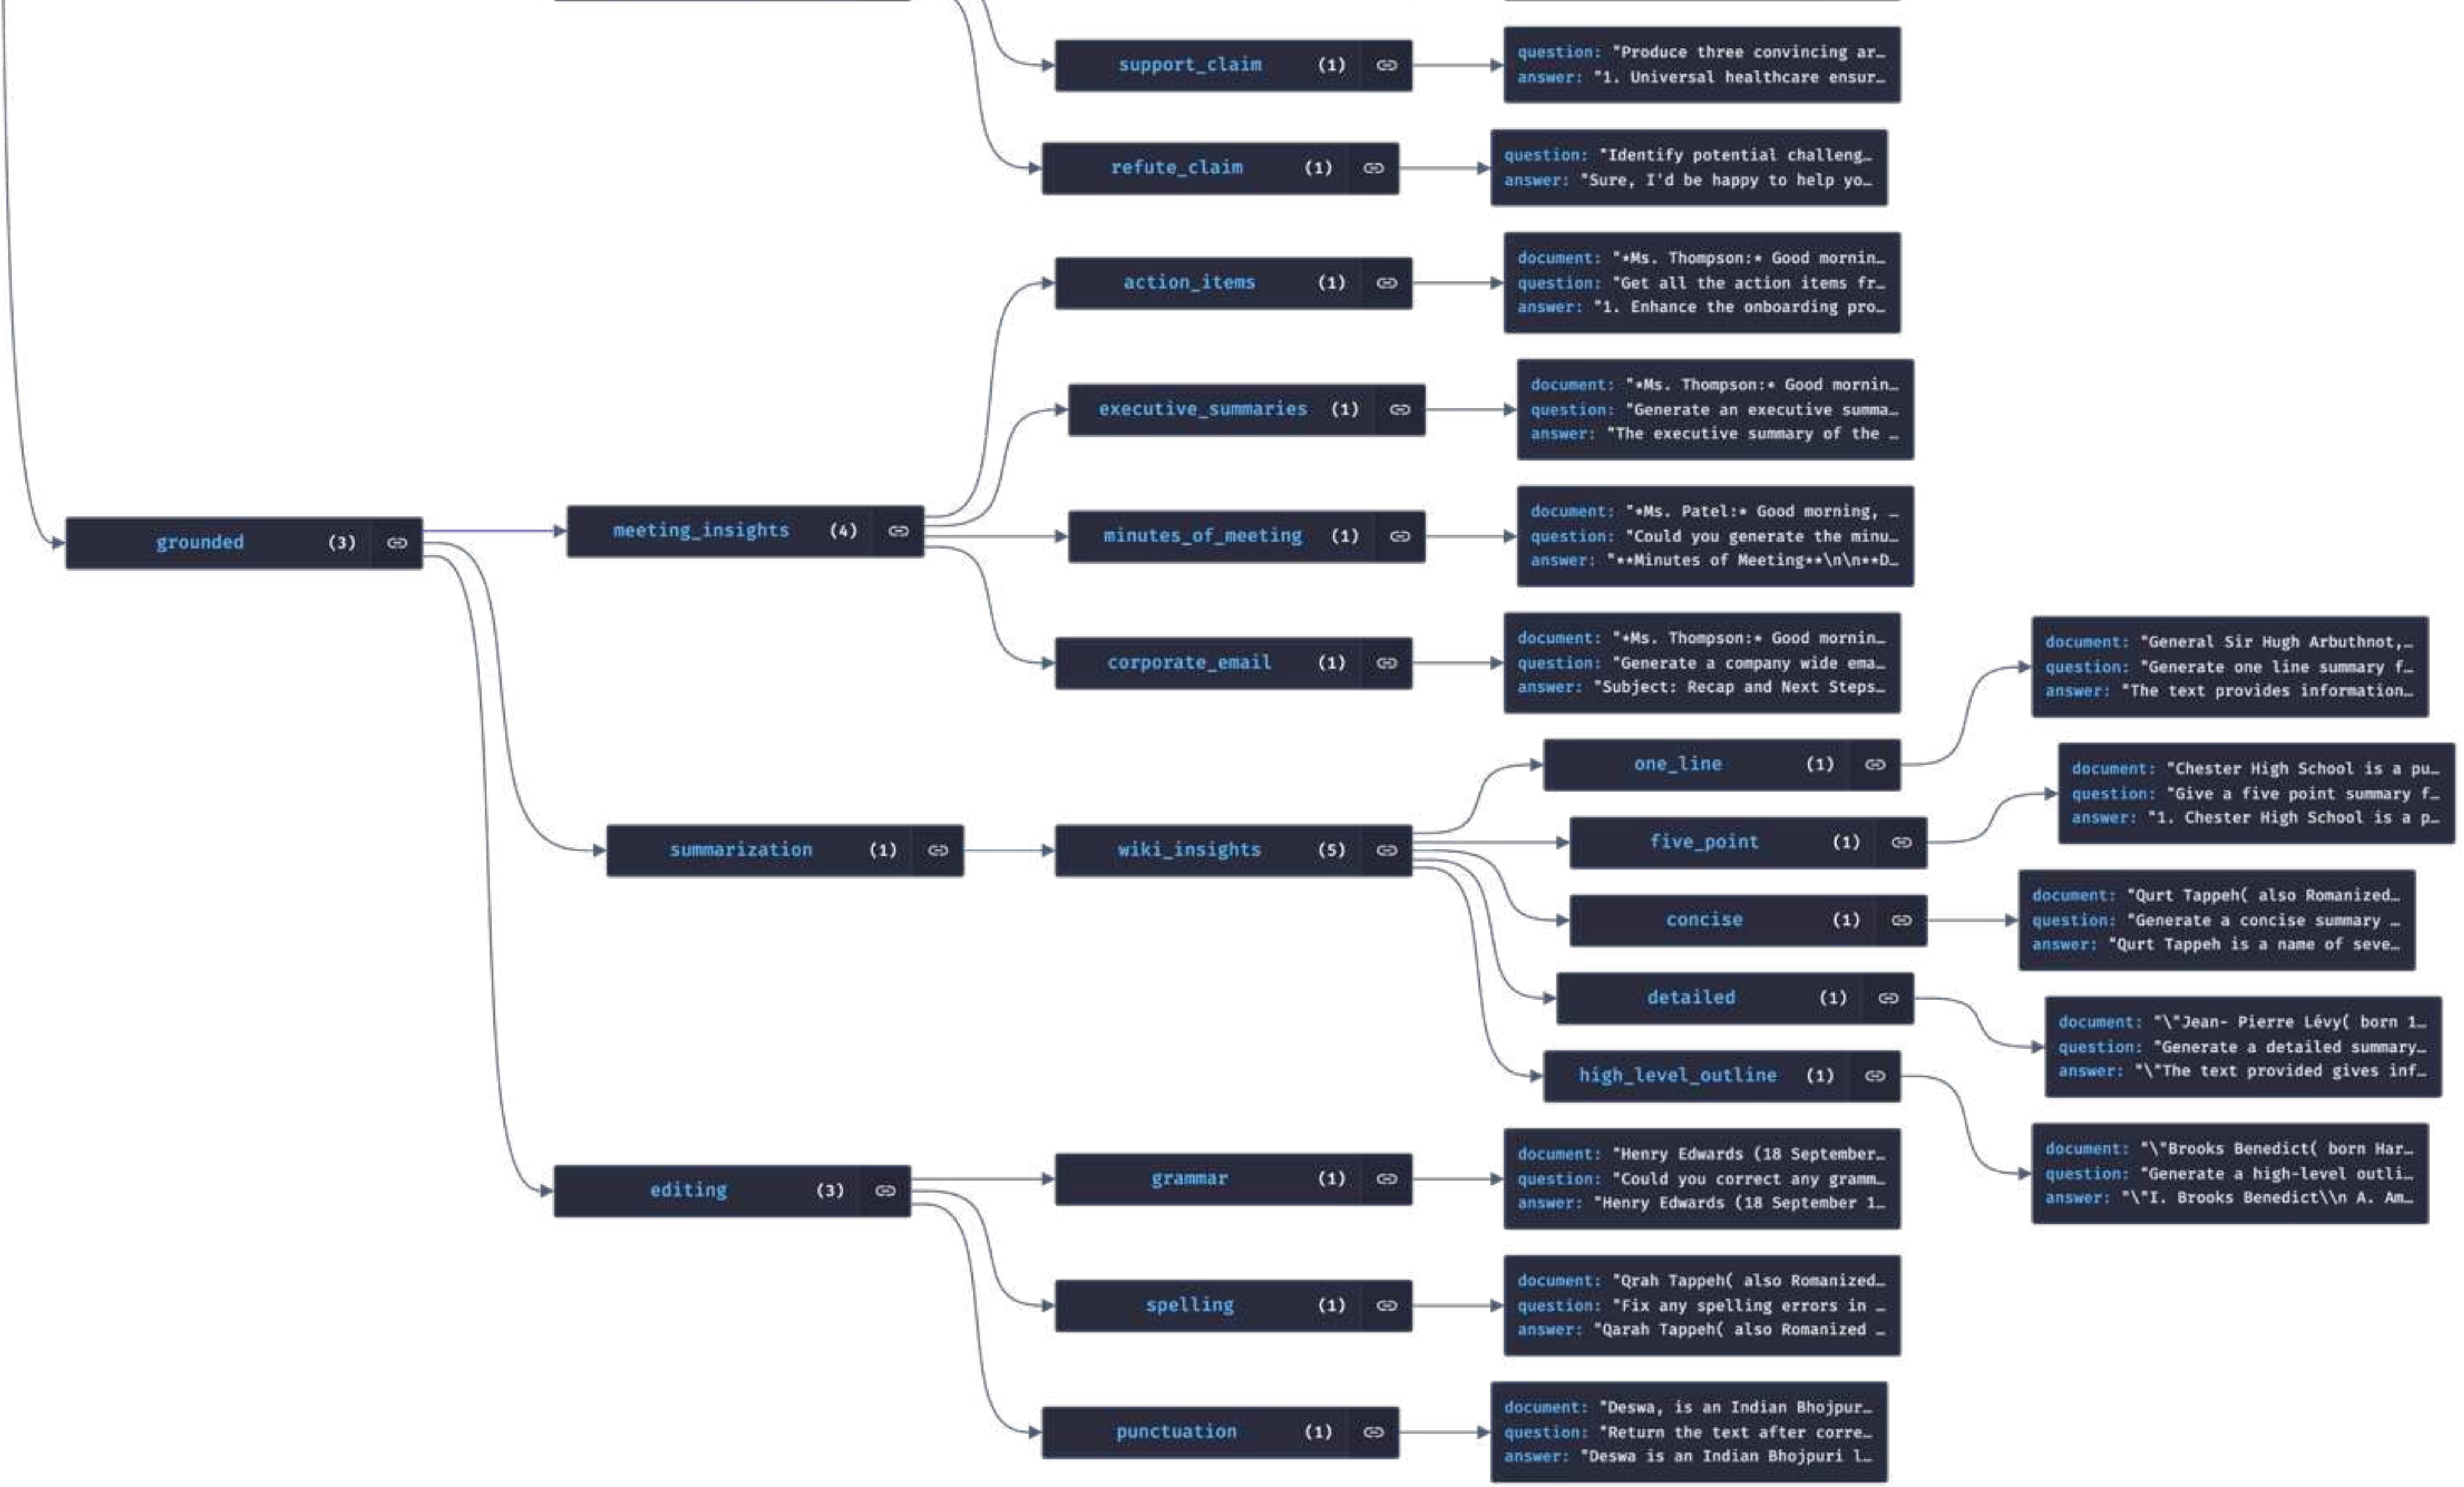 support_claim (1)
question: "Produce three convincing ar…
answer: "1. Universal healthcare ensur…
refute_claim (1)
question: "Identify potential challeng…
answer: "Sure, I'd be happy to help yo…
action_items (1)
document: "*Ms. Thompson:* Good mornin…
question: "Get all the action items fr…
answer: "1. Enhance the onboarding pro…
executive_summaries (1)
document: "*Ms. Thompson:* Good mornin…
question: "Generate an executive summa…
answer: "The executive summary of the …
grounded (3)
meeting_insights (4)
minutes_of_meeting (1)
document: "*Ms. Patel:* Good morning, …
question: "Could you generate the minu…
answer: "**Minutes of Meeting**\n\n**D…
corporate_email (1)
document: "*Ms. Thompson:* Good mornin…
question: "Generate a company wide ema…
answer: "Subject: Recap and Next Steps…
summarization (1)
wiki_insights (5)
one_line (1)
document: "General Sir Hugh Arbuthnot,…
question: "Generate one line summary f…
answer: "The text provides information…
five_point (1)
document: "Chester High School is a pu…
question: "Give a five point summary f…
answer: "1. Chester High School is a p…
concise (1)
document: "Qurt Tappeh( also Romanized…
question: "Generate a concise summary …
answer: "Qurt Tappeh is a name of seve…
detailed (1)
document: "\"Jean- Pierre Lévy( born 1…
question: "Generate a detailed summary…
answer: "\"The text provided gives inf…
high_level_outline (1)
document: "\"Brooks Benedict( born Har…
question: "Generate a high-level outli…
answer: "\"I. Brooks Benedict\\n A. Am…
editing (3)
grammar (1)
document: "Henry Edwards (18 September…
question: "Could you correct any gramm…
answer: "Henry Edwards (18 September 1…
spelling (1)
document: "Qrah Tappeh( also Romanized…
question: "Fix any spelling errors in …
answer: "Qarah Tappeh( also Romanized …
punctuation (1)
document: "Deswa, is an Indian Bhojpur…
question: "Return the text after corre…
answer: "Deswa is an Indian Bhojpuri l…